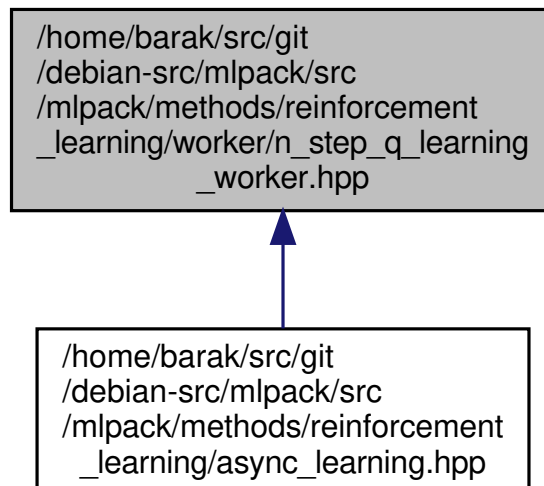 /home/barak/src/git
/debian-src/mlpack/src
/mlpack/methods/reinforcement
_learning/worker/n_step_q_learning
_worker.hpp
/home/barak/src/git
/debian-src/mlpack/src
/mlpack/methods/reinforcement
_learning/async_learning.hpp